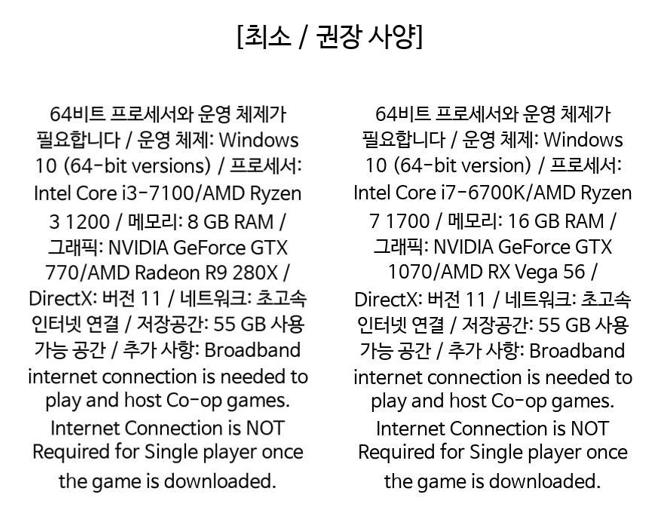 [최소 / 권장 사양]
64비트 프로세서와 운영 체제가
필요합니다 / 운영 체제: Windows
10 (64-bit versions) / 프로세서:
Intel Core i3-7100/AMD Ryzen
3 1200 / 메모리: 8 GB RAM /
그래픽: NVIDIA GeForce GTX
770/AMD Radeon R9 280X /
DirectX: 버전 11 / 네트워크: 초고속
인터넷 연결 / 저장공간: 55 GB 사용
가능 공간 / 추가 사항: Broadband
internet connection is needed to
play and host Co-op games.
Internet Connection is NOT
Required for Single player once
the game is downloaded.
64비트 프로세서와 운영 체제가
필요합니다 / 운영 체제: Windows
10 (64-bit version) / 프로세서:
Intel Core i7-6700K/AMD Ryzen
7 1700 / 메모리: 16 GB RAM /
그래픽: NVIDIA GeForce GTX
1070/AMD RX Vega 56 /
DirectX: 버전 11 / 네트워크: 초고속
인터넷 연결 / 저장공간: 55 GB 사용
가능 공간 / 추가 사항: Broadband
internet connection is needed to
play and host Co-op games.
Internet Connection is NOT
Required for Single player once
the game is downloaded.